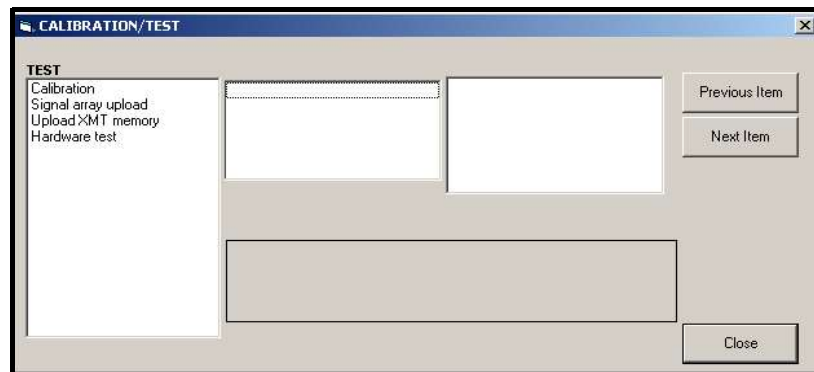 CALIBRATION/TEST
TEST
Calibration
Signal array upload
Upload XMT memory
Hardware test
Previous Item
Next Item
Close